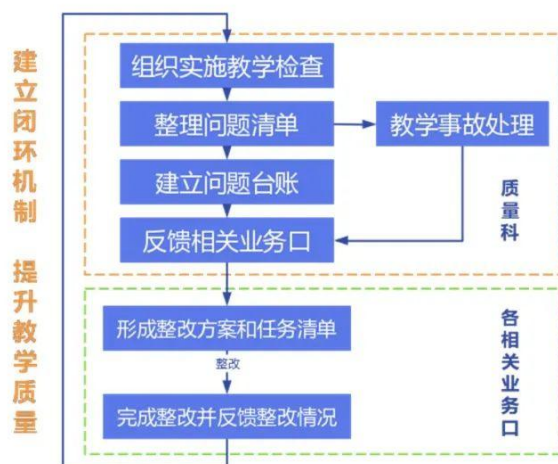 建立闭环机制 提升教学质量
组织实施教学检查
整理问题清单
教学事故处理
建立问题台账
反馈相关业务口
质量科
形成整改方案和任务清单
整改
完成整改并反馈整改情况
各相关业务口